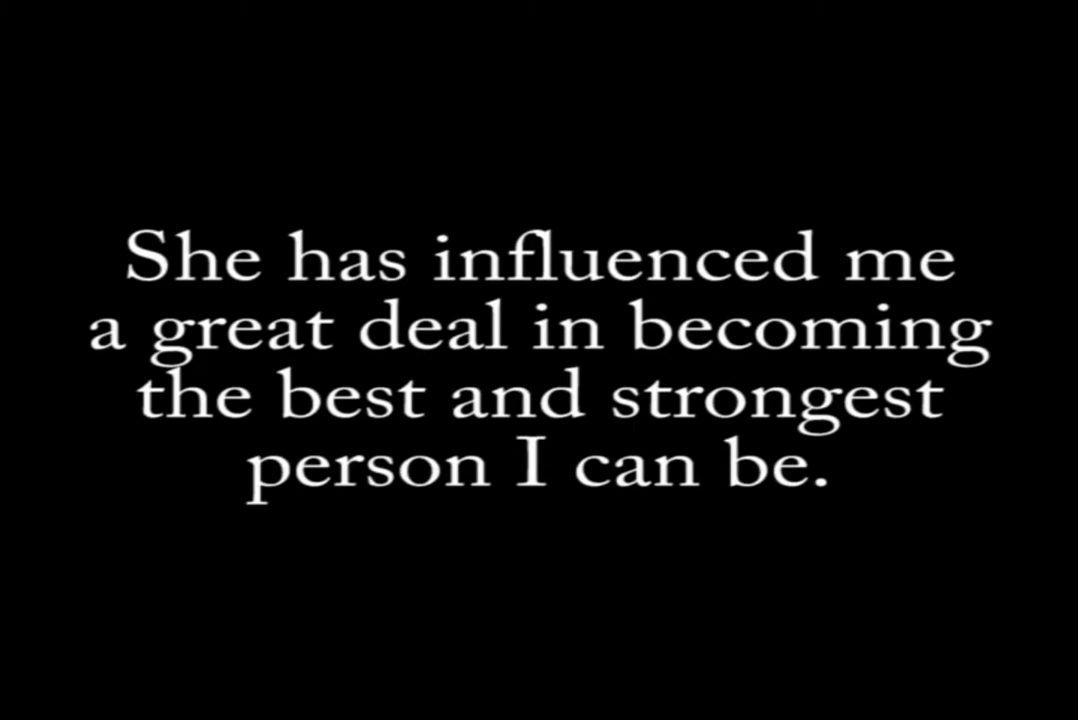 She has influenced me
a great deal in becoming
the best and strongest
person I can be.